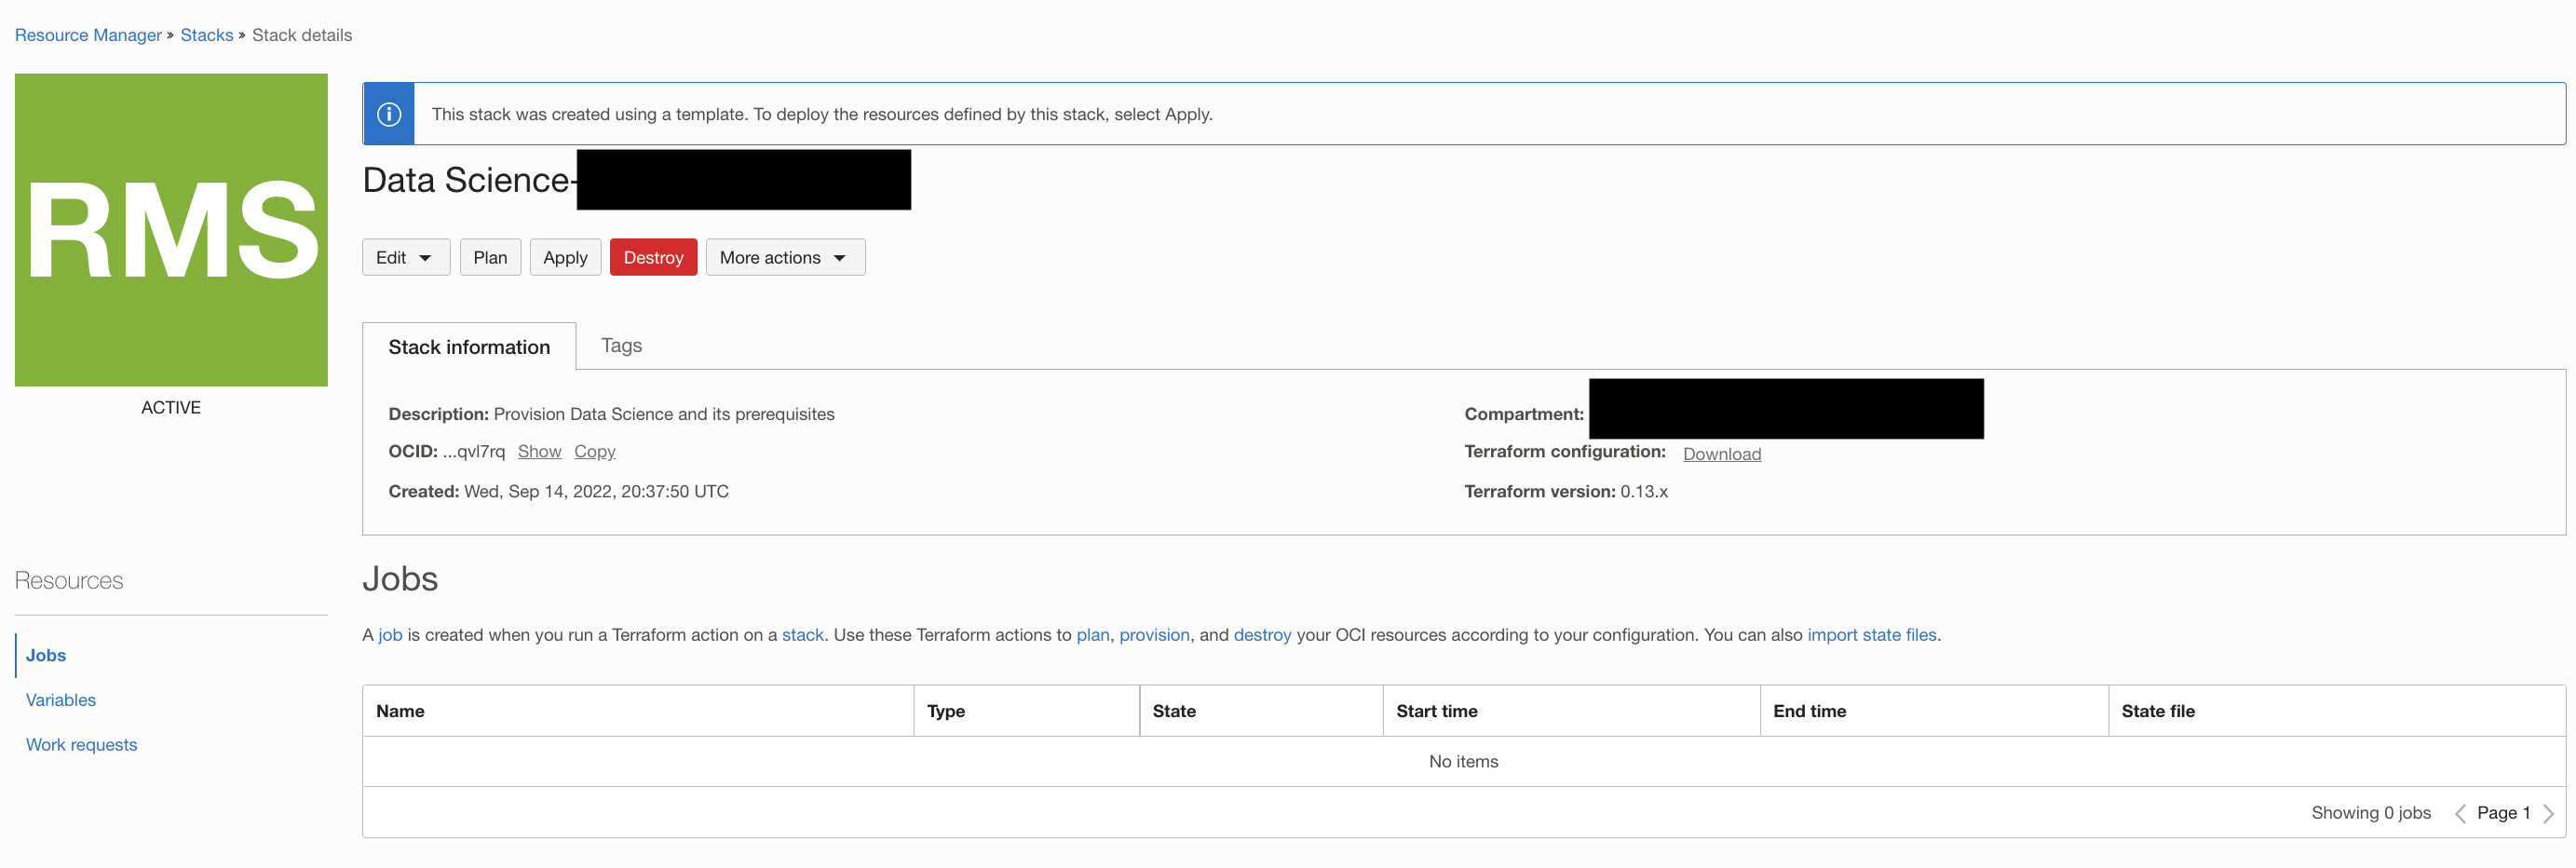 Resource Manager » Stacks » Stack details
RMS
ACTIVE
This stack was created using a template. To deploy the resources defined by this stack, select Apply.
Data Science-
Edit Plan Apply Destroy More actions
Stack information Tags
Description: Provision Data Science and its prerequisites
OCID: ...qvl7rq Show Copy
Created: Wed, Sep 14, 2022, 20:37:50 UTC
Compartment:
Terraform configuration: Download
Terraform version: 0.13.x
Resources
Jobs
Variables
Work requests
Jobs
A job is created when you run a Terraform action on a stack. Use these Terraform actions to plan, provision, and destroy your OCI resources according to your configuration. You can also import state files.
Name Type State Start time End time State file
No items
Showing 0 jobs Page 1